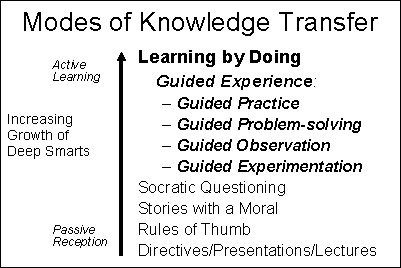 Modes of Knowledge Transfer
Active
Learning
Increasing
Growth of
Deep Smarts
Passive
Reception
Learning by Doing
Guided Experience:
– Guided Practice
– Guided Problem-solving
– Guided Observation
– Guided Experimentation
Socratic Questioning
Stories with a Moral
Rules of Thumb
Directives/Presentations/Lectures